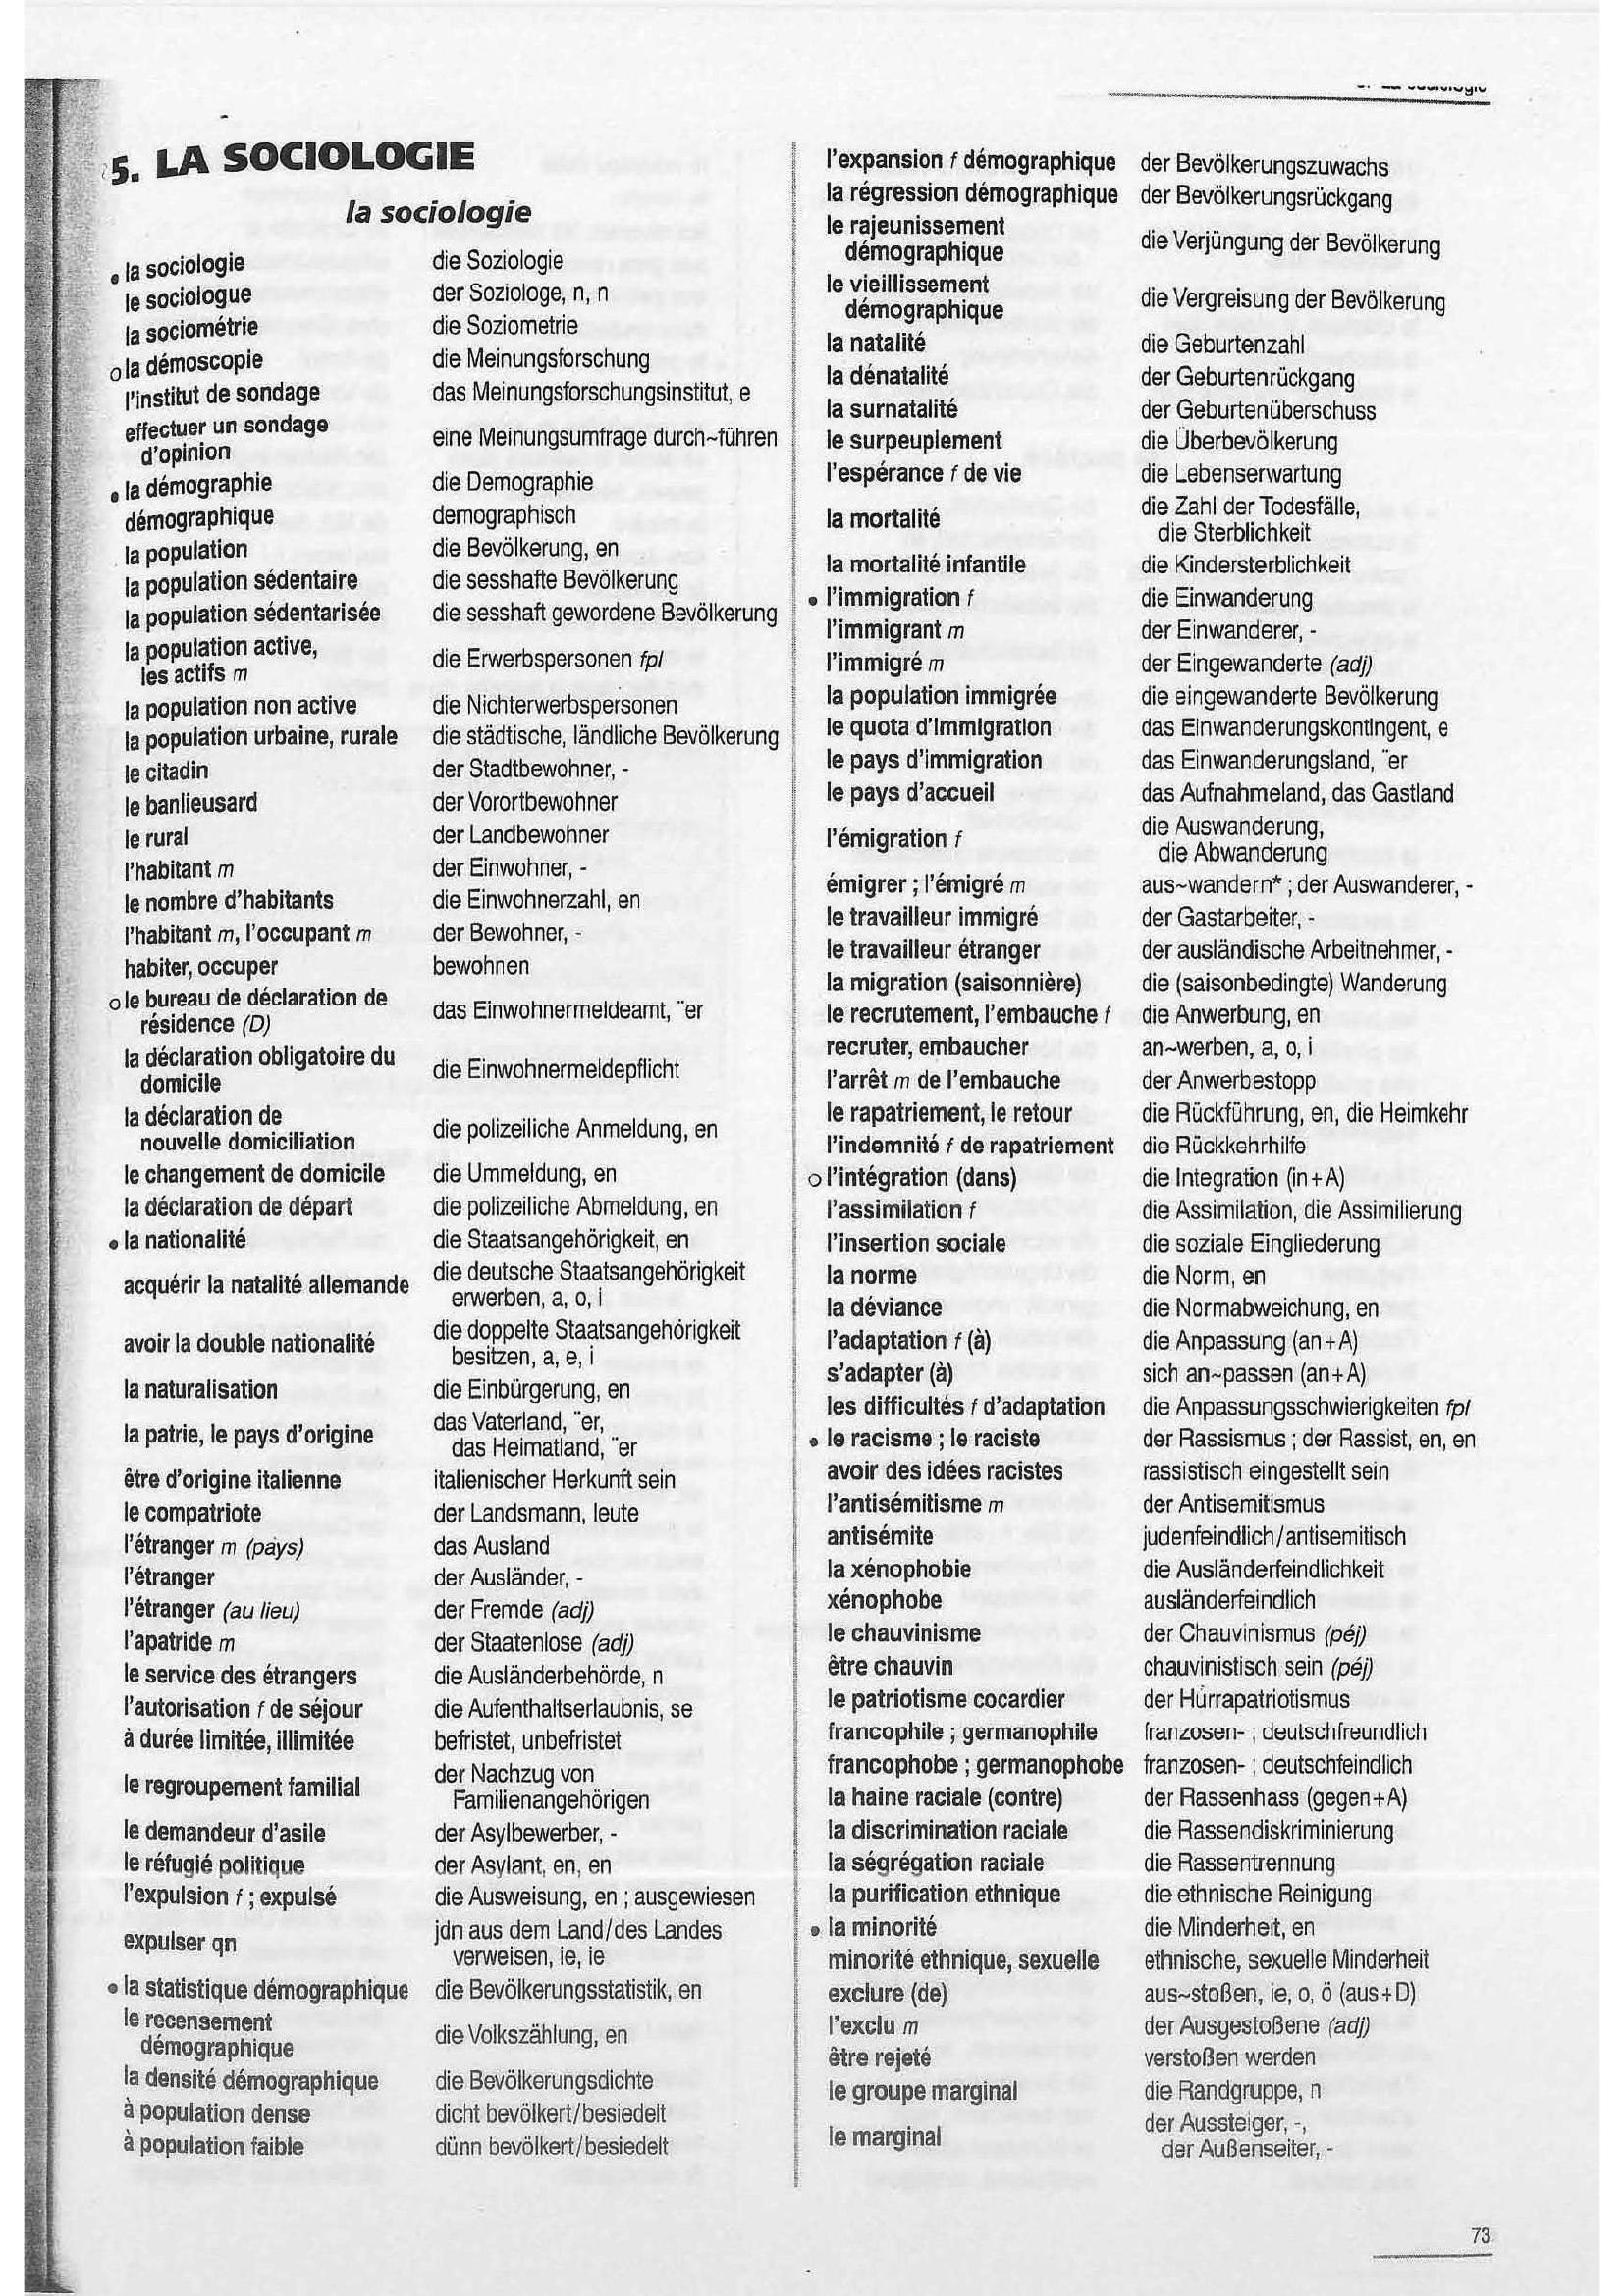 5. LA SOCIOLOGIE
la sociologie
• la sociologie die Soziologie
le sociologue der Soziologe, n, n
la sociométrie die Soziometrie
o la démoscopie die Meinungsforschung
l'institut de sondage das Meinungsforschungsinstitut, e
effectuer un sondage
d'opinion eine Meinungsumfrage durch~führen
• la démographie die Demographie
démographique demographisch
la population die Bevölkerung, en
la population sédentaire die sesshafte Bevölkerung
la population sédentarisée die sesshaft gewordene Bevölkerung
la population active,
les actifs m die Erwerbspersonen fpl
la population non active die Nichterwerbspersonen
la population urbaine, rurale die städtische, ländliche Bevölkerung
le citadin der Stadtbewohner, -
le banlieusard der Vorortbewohner
le rural der Landbewohner
l'habitant m der Einwohner, -
le nombre d'habitants die Einwohnerzahl, en
l'habitant m, l'occupant m der Bewohner, -
habiter, occuper bewohnen
o le bureau de déclaration de
résidence (D) das Einwohnermeldeamt, ¨er
la déclaration obligatoire du
domicile die Einwohnermeldepflicht
la déclaration de
nouvelle domiciliation die polizeiliche Anmeldung, en
le changement de domicile die Ummeldung, en
la déclaration de départ die polizeiliche Abmeldung, en
• la nationalité die Staatsangehörigkeit, en
acquérir la natalité allemande die deutsche Staatsangehörigkeit
erwerben, a, o, i
avoir la double nationalité die doppelte Staatsangehörigkeit
besitzen, a, e, i
la naturalisation die Einbürgerung, en
la patrie, le pays d'origine das Vaterland, ¨er,
das Heimatland, ¨er
être d'origine italienne italienischer Herkunft sein
le compatriote der Landsmann, leute
l'étranger m (pays) das Ausland
l'étranger der Ausländer, -
l'étranger (au lieu) der Fremde (adj)
l'apatride m der Staatenlose (adj)
le service des étrangers die Ausländerbehörde, n
l'autorisation f de séjour die Aufenthaltserlaubnis, se
à durée limitée, illimitée befristet, unbefristet
le regroupement familial der Nachzug von
Familienangehörigen
le demandeur d'asile der Asylbewerber, -
le réfugié politique der Asylant, en, en
l'expulsion f ; expulsé die Ausweisung, en ; ausgewiesen
expulser qn jdn aus dem Land/des Landes
verweisen, ie, ie
• la statistique démographique die Bevölkerungsstatistik, en
le recensement
démographique die Volkszählung, en
la densité démographique die Bevölkerungsdichte
à population dense dicht bevölkert/besiedelt
à population faible dünn bevölkert/besiedelt
l'expansion f démographique der Bevölkerungszuwachs
la régression démographique der Bevölkerungsrückgang
le rajeunissement
démographique die Verjüngung der Bevölkerung
le vieillissement
démographique die Vergreisung der Bevölkerung
la natalité die Geburtenzahl
la dénatalité der Geburtenrückgang
la surnatalité der Geburtenüberschuss
le surpeuplement die Überbevölkerung
l'espérance f de vie die Lebenserwartung
la mortalité die Zahl der Todesfälle,
die Sterblichkeit
la mortalité infantile die Kindersterblichkeit
• l'immigration f die Einwanderung
l'immigrant m der Einwanderer, -
l'immigré m der Eingewanderte (adj)
la population immigrée die eingewanderte Bevölkerung
le quota d'immigration das Einwanderungskontingent, e
le pays d'immigration das Einwanderungsland, ¨er
le pays d'accueil das Aufnahmeland, das Gastland
l'émigration f die Auswanderung,
die Abwanderung
émigrer ; l'émigré m aus~wandern* ; der Auswanderer, -
le travailleur immigré der Gastarbeiter, -
le travailleur étranger der ausländische Arbeitnehmer, -
la migration (saisonnière) die (saisonbedingte) Wanderung
le recrutement, l'embauche f die Anwerbung, en
recruter, embaucher an~werben, a, o, i
l'arrêt m de l'embauche der Anwerbestopp
le rapatriement, le retour die Rückführung, en, die Heimkehr
l'indemnité f de rapatriement die Rückkehrhilfe
o l'intégration (dans) die Integration (in+A)
l'assimilation f die Assimilation, die Assimilierung
l'insertion sociale die soziale Eingliederung
la norme die Norm, en
la déviance die Normabweichung, en
l'adaptation f (à) die Anpassung (an+A)
s'adapter (à) sich an~passen (an+A)
les difficultés f d'adaptation die Anpassungsschwierigkeiten fpl
• le racisme ; le raciste der Rassismus ; der Rassist, en, en
avoir des idées racistes rassistisch eingestellt sein
l'antisémitisme m der Antisemitismus
antisémite judenfeindlich/antisemitisch
la xénophobie die Ausländerfeindlichkeit
xénophobe ausländerfeindlich
le chauvinisme der Chauvinismus (péj)
être chauvin chauvinistisch sein (péj)
le patriotisme cocardier der Hurrapatriotismus
francophile ; germanophile franzosen- ; deutschfreundlich
francophobe ; germanophobe franzosen- ; deutschfeindlich
la haine raciale (contre) der Rassenhass (gegen+A)
la discrimination raciale die Rassendiskriminierung
la ségrégation raciale die Rassentrennung
la purification ethnique die ethnische Reinigung
• la minorité die Minderheit, en
minorité ethnique, sexuelle ethnische, sexuelle Minderheit
exclure (de) aus~stoßen, ie, o, ö (aus+D)
l'exclu m der Ausgestoßene (adj)
être rejeté verstoßen werden
le groupe marginal die Randgruppe, n
le marginal der Aussteiger, -,
der Außenseiter, -
73